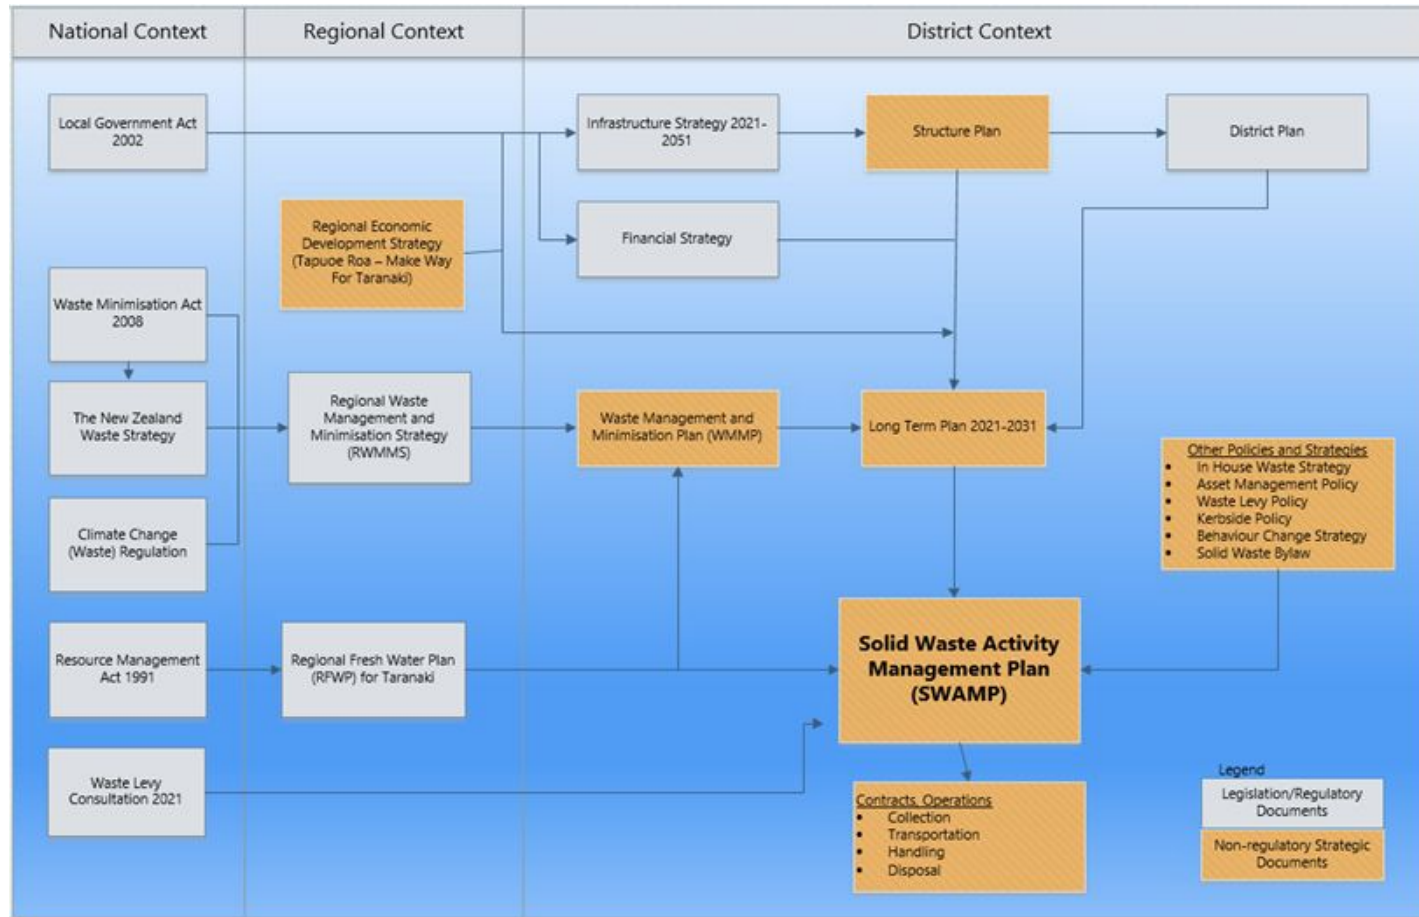 National Context
Regional Context
District Context
Local Government Act
2002
Infrastructure Strategy 2021-
2051
Structure Plan
District Plan
Regional Economic
Development Strategy
(Tapuoe Roa – Make Way
For Taranaki)
Financial Strategy
Waste Minimisation Act
2008
The New Zealand
Waste Strategy
Regional Waste
Management and
Minimisation Strategy
(RWMMS)
Waste Management and
Minimisation Plan (WMMP)
Long Term Plan 2021-2031
Other Policies and Strategies
• In House Waste Strategy
• Asset Management Policy
• Waste Levy Policy
• Kerbside Policy
• Behaviour Change Strategy
• Solid Waste Bylaw
Climate Change
(Waste) Regulation
Resource Management
Act 1991
Regional Fresh Water Plan
(RFWP) for Taranaki
Solid Waste Activity
Management Plan
(SWAMP)
Waste Levy
Consultation 2021
Contracts, Operations
• Collection
• Transportation
• Handling
• Disposal
Legend
Legislation/Regulatory
Documents
Non-regulatory Strategic
Documents